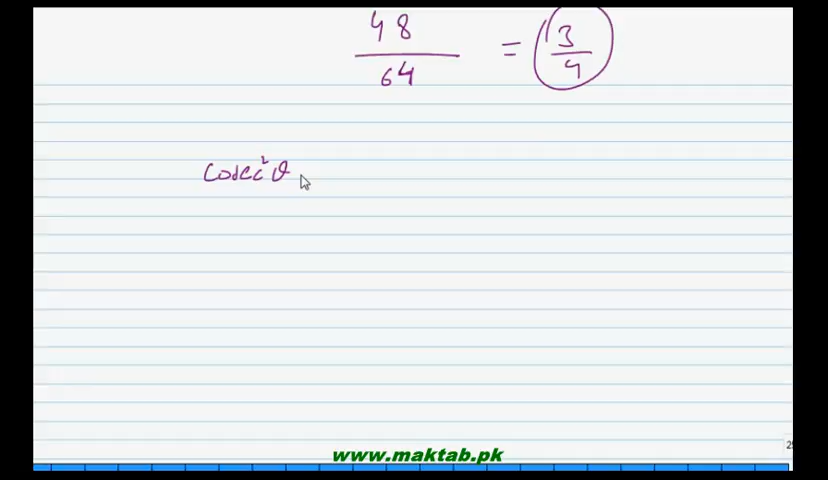 48
64 = 3/4
Cosec²θ
www.maktab.pk